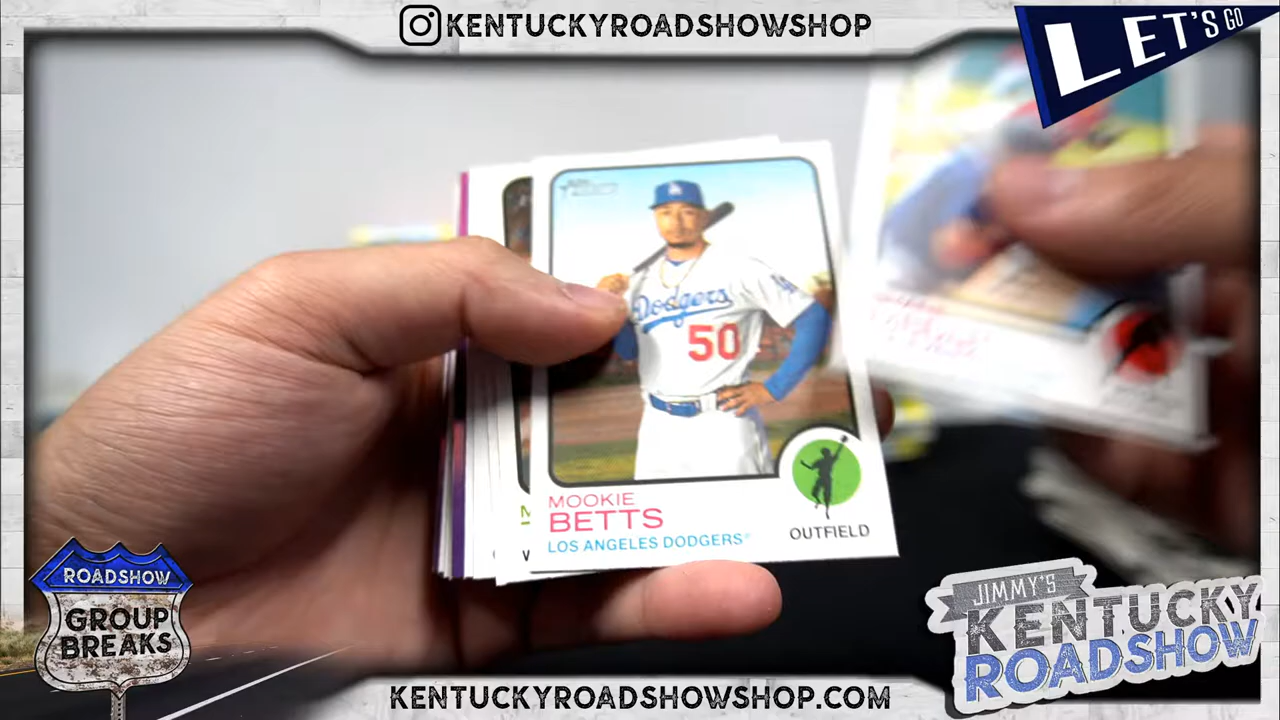 KENTUCKYROADSHOWSHOP
LET'S GO
Dodgers
50
MOOKIE
BETTS
LOS ANGELES DODGERS®
OUTFIELD
ROADSHOW
GROUP
BREAKS
JIMMY'S
KENTUCKY
ROADSHOW
KENTUCKYROADSHOWSHOP.COM